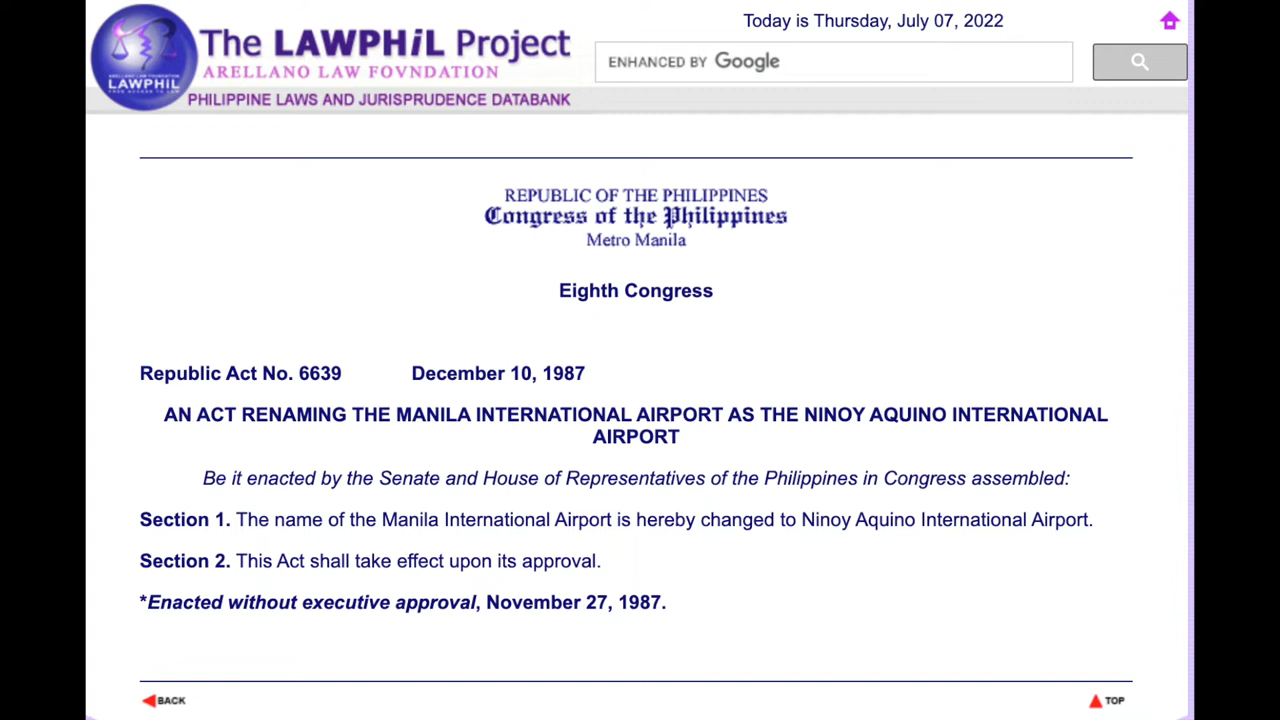 Today is Thursday, July 07, 2022
The LAWPHiL Project
ARELLANO LAW FOVNDATION
PHILIPPINE LAWS AND JURISPRUDENCE DATABANK
LAWPHIL
ENHANCED BY Google
REPUBLIC OF THE PHILIPPINES
Congress of the Philippines
Metro Manila
Eighth Congress
Republic Act No. 6639 December 10, 1987
AN ACT RENAMING THE MANILA INTERNATIONAL AIRPORT AS THE NINOY AQUINO INTERNATIONAL
AIRPORT
Be it enacted by the Senate and House of Representatives of the Philippines in Congress assembled:
Section 1. The name of the Manila International Airport is hereby changed to Ninoy Aquino International Airport.
Section 2. This Act shall take effect upon its approval.
*Enacted without executive approval, November 27, 1987.
BACK
TOP